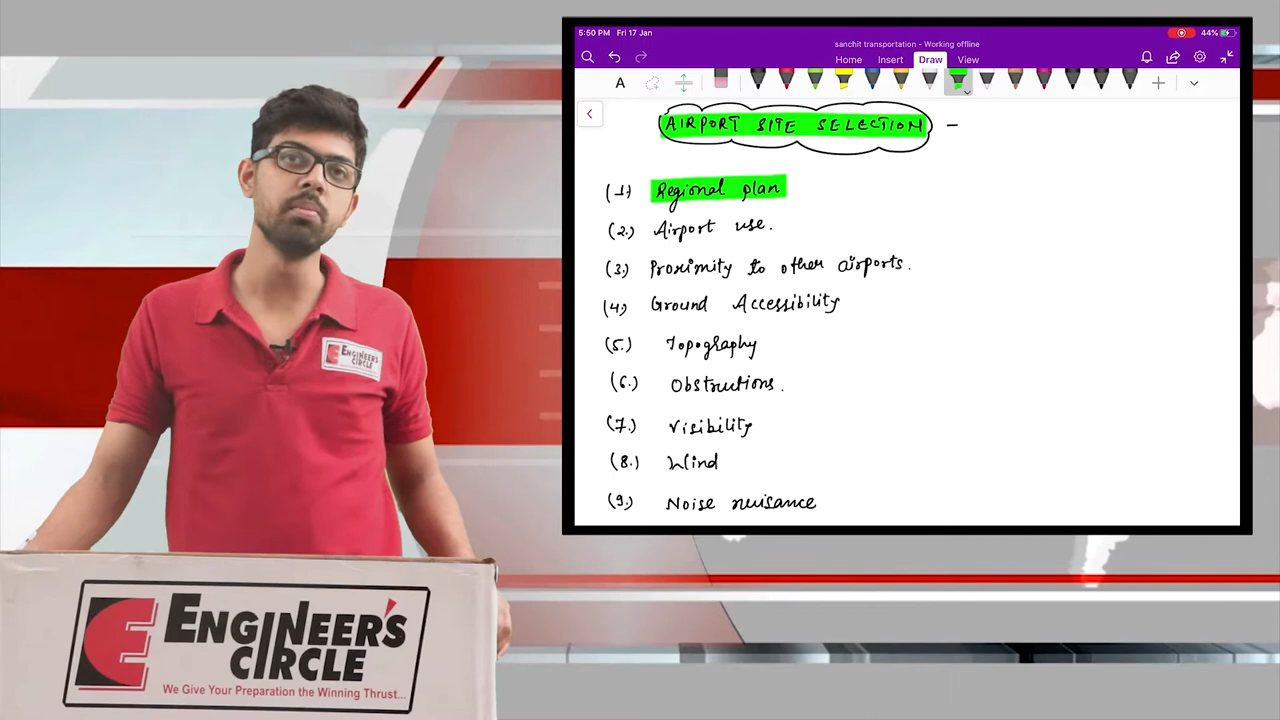 5:50 PM Fri 17 Jan
44%
sanchit transportation - Working offline
Home Insert Draw View
A
AIRPORT SITE SELECTION -
(1.) Regional plan
(2.) Airport use.
(3.) Proximity to other airports.
(4) Ground Accessibility
(5.) Topography
(6.) Obstructions.
(7.) Visibility
(8.) Wind
(9.) Noise nuisance
ENGINEER'S
CIRCLE
ENGINEER'S
CIRCLE
We Give Your Preparation the Winning Thrust...